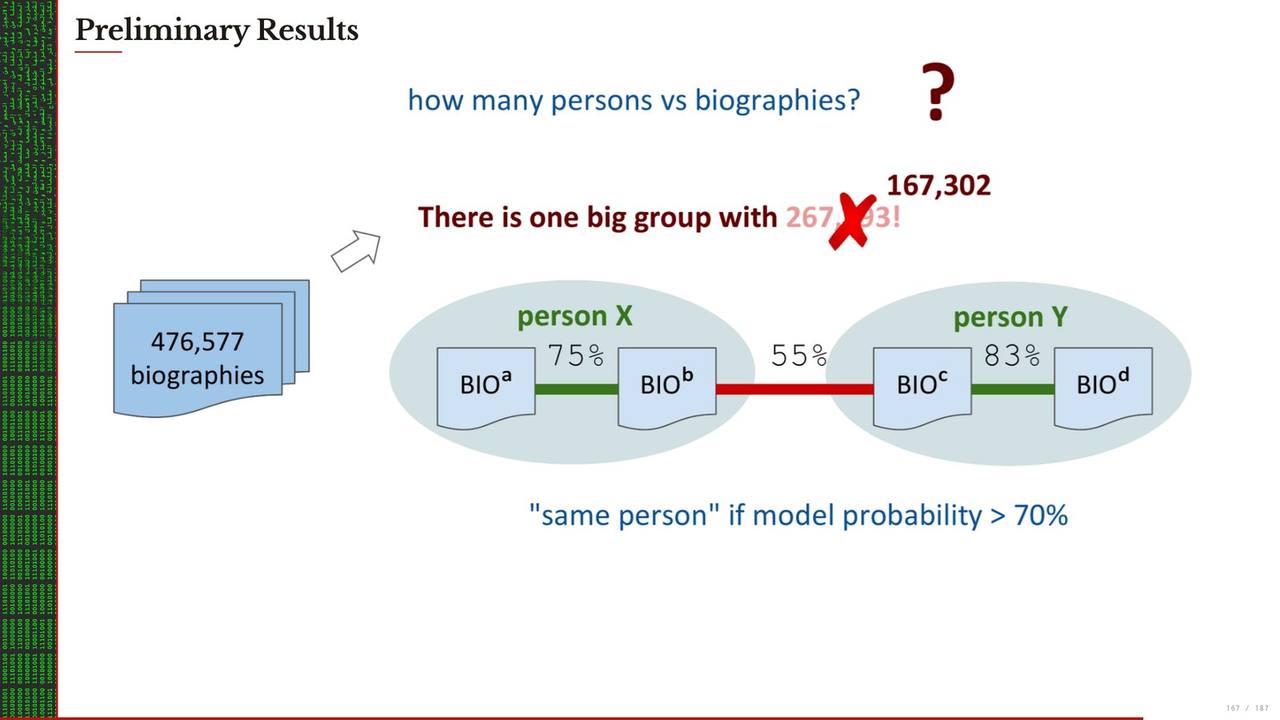 Preliminary Results
how many persons vs biographies?
?
167,302
There is one big group with 267, 93!
476,577
biographies
person X
person Y
75%
55%
83%
BIOa
BIOb
BIOc
BIOd
"same person" if model probability > 70%
167 / 187